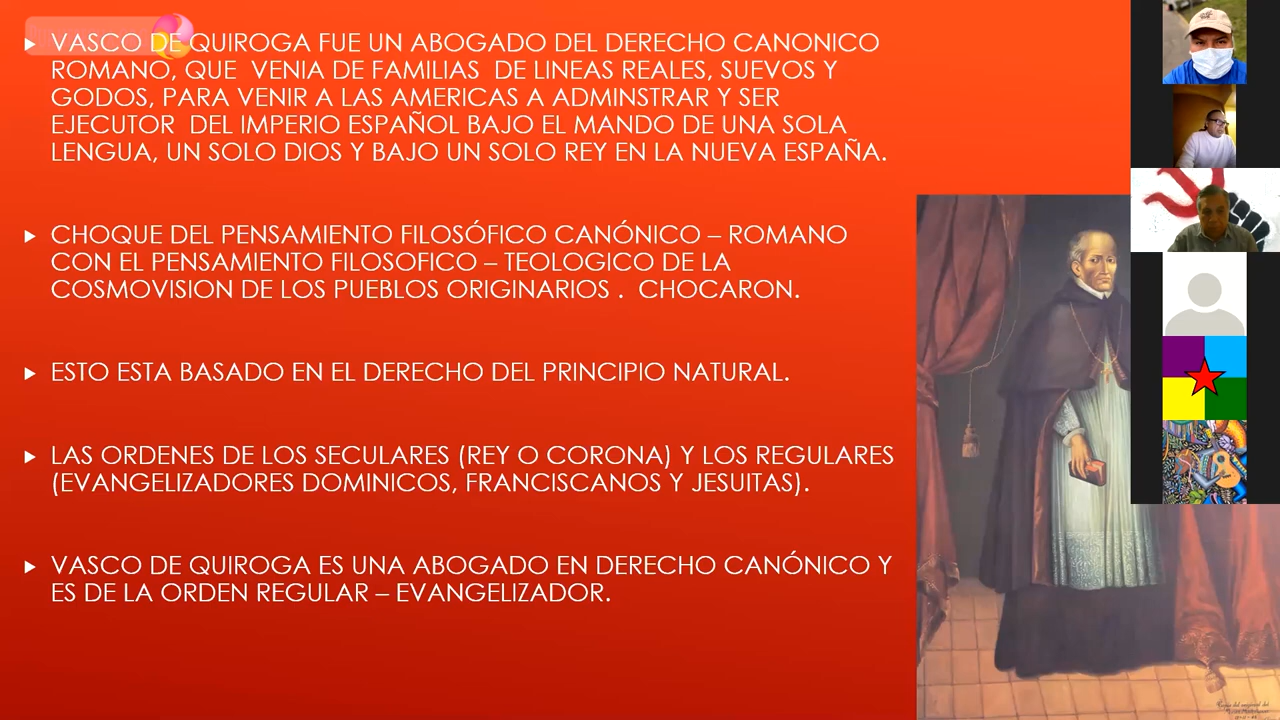 VASCO DE QUIROGA FUE UN ABOGADO DEL DERECHO CANONICO
ROMANO, QUE VENIA DE FAMILIAS DE LINEAS REALES, SUEVOS Y
GODOS, PARA VENIR A LAS AMERICAS A ADMINSTRAR Y SER
EJECUTOR DEL IMPERIO ESPAÑOL BAJO EL MANDO DE UNA SOLA
LENGUA, UN SOLO DIOS Y BAJO UN SOLO REY EN LA NUEVA ESPAÑA.
CHOQUE DEL PENSAMIENTO FILOSÓFICO CANÓNICO – ROMANO
CON EL PENSAMIENTO FILOSOFICO – TEOLOGICO DE LA
COSMOVISION DE LOS PUEBLOS ORIGINARIOS . CHOCARON.
ESTO ESTA BASADO EN EL DERECHO DEL PRINCIPIO NATURAL.
LAS ORDENES DE LOS SECULARES (REY O CORONA) Y LOS REGULARES
(EVANGELIZADORES DOMINICOS, FRANCISCANOS Y JESUITAS).
VASCO DE QUIROGA ES UNA ABOGADO EN DERECHO CANÓNICO Y
ES DE LA ORDEN REGULAR – EVANGELIZADOR.